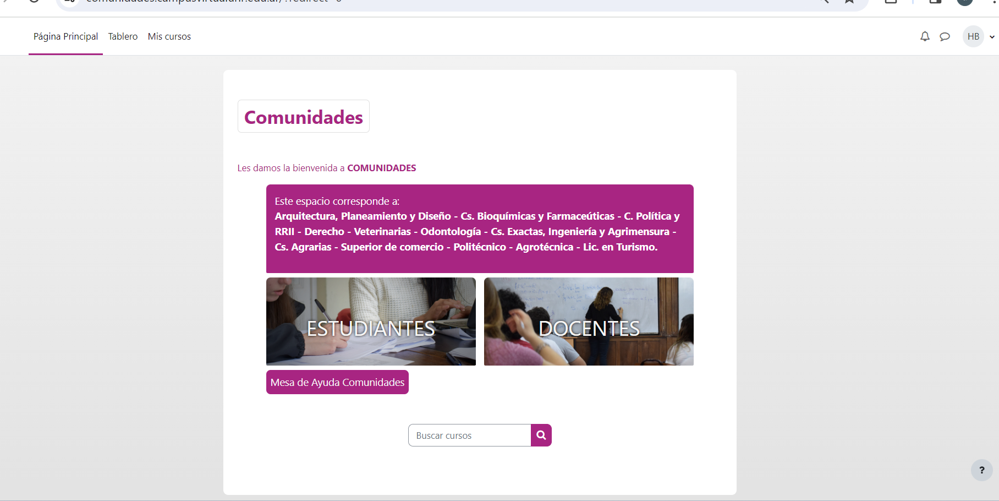 Página Principal Tablero Mis cursos
HB
Comunidades
Les damos la bienvenida a COMUNIDADES
Este espacio corresponde a:
Arquitectura, Planeamiento y Diseño - Cs. Bioquímicas y Farmaceúticas - C. Política y
RRII - Derecho - Veterinarias - Odontología - Cs. Exactas, Ingeniería y Agrimensura -
Cs. Agrarias - Superior de comercio - Politécnico - Agrotécnica - Lic. en Turismo.
ESTUDIANTES
DOCENTES
Mesa de Ayuda Comunidades
Buscar cursos
?